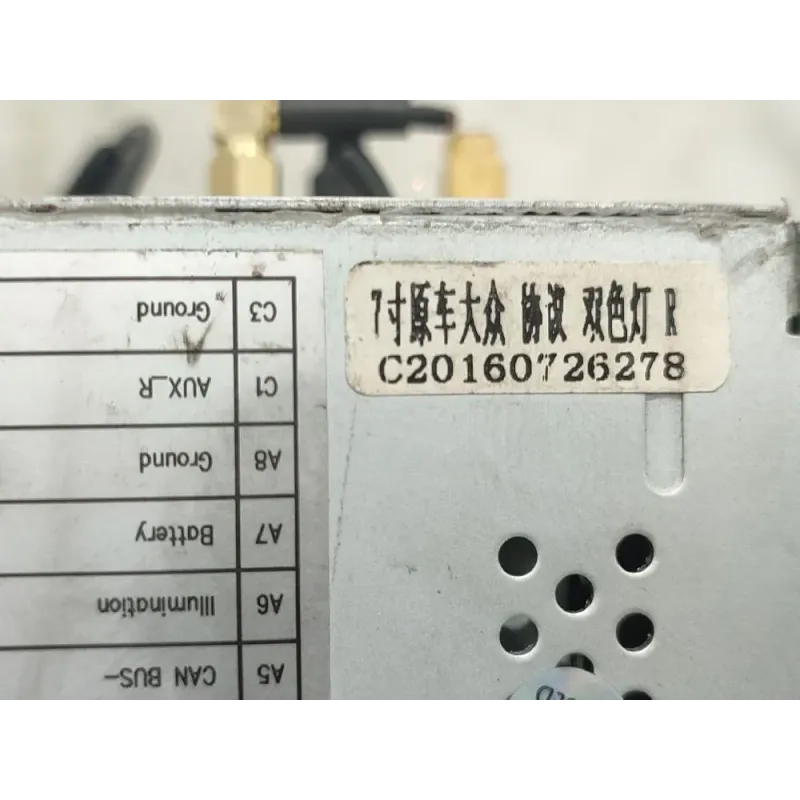 7寸原车大众 协议 双色灯 R
C20160726278
A5 CAN BUS-
A6 Illumination
A7 Battery
A8 Ground
C1 AUX_R
C3 Ground